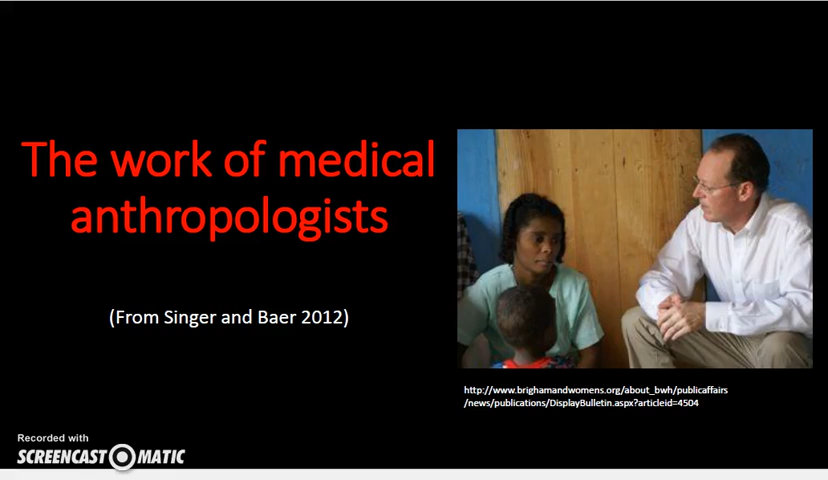 The work of medical
anthropologists
(From Singer and Baer 2012)
http://www.brighamandwomens.org/about_bwh/publicaffairs
/news/publications/DisplayBulletin.aspx?articleid=4504
Recorded with
SCREENCAST MATIC